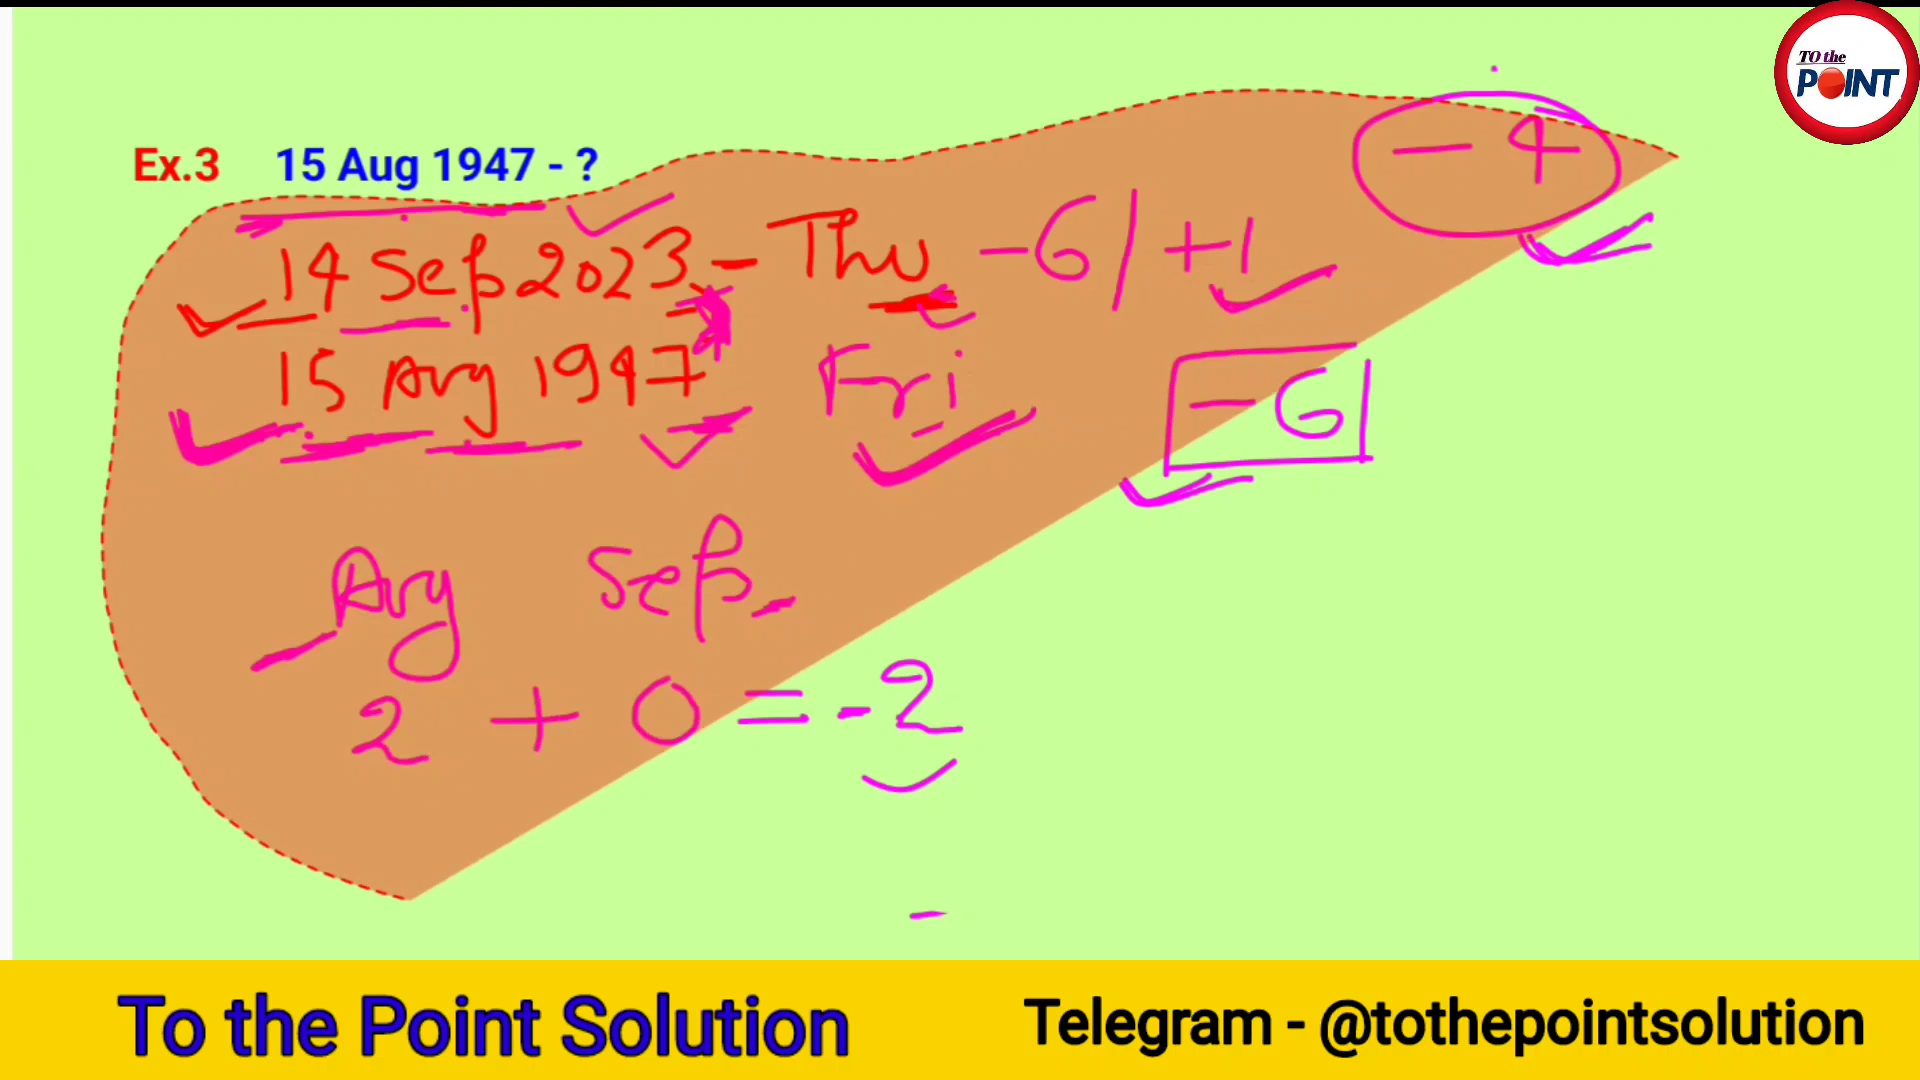 TO the
POINT
Ex.3 15 Aug 1947 - ?
- 4
14 Sep 2023 - Thu - 6 / +1
15 Aug 1947 Fri
- 6
Aug Sep
2 + 0 = - 2
-
To the Point Solution Telegram - @tothepointsolution